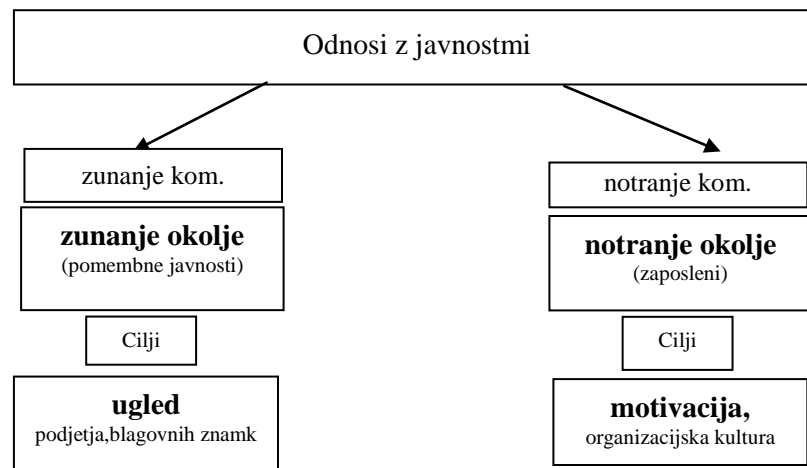 Odnosi z javnostmi
zunanje kom.
zunanje okolje
(pomembne javnosti)
Cilji
ugled
podjetja,blagovnih znamk
notranje kom.
notranje okolje
(zaposleni)
Cilji
motivacija,
organizacijska kultura